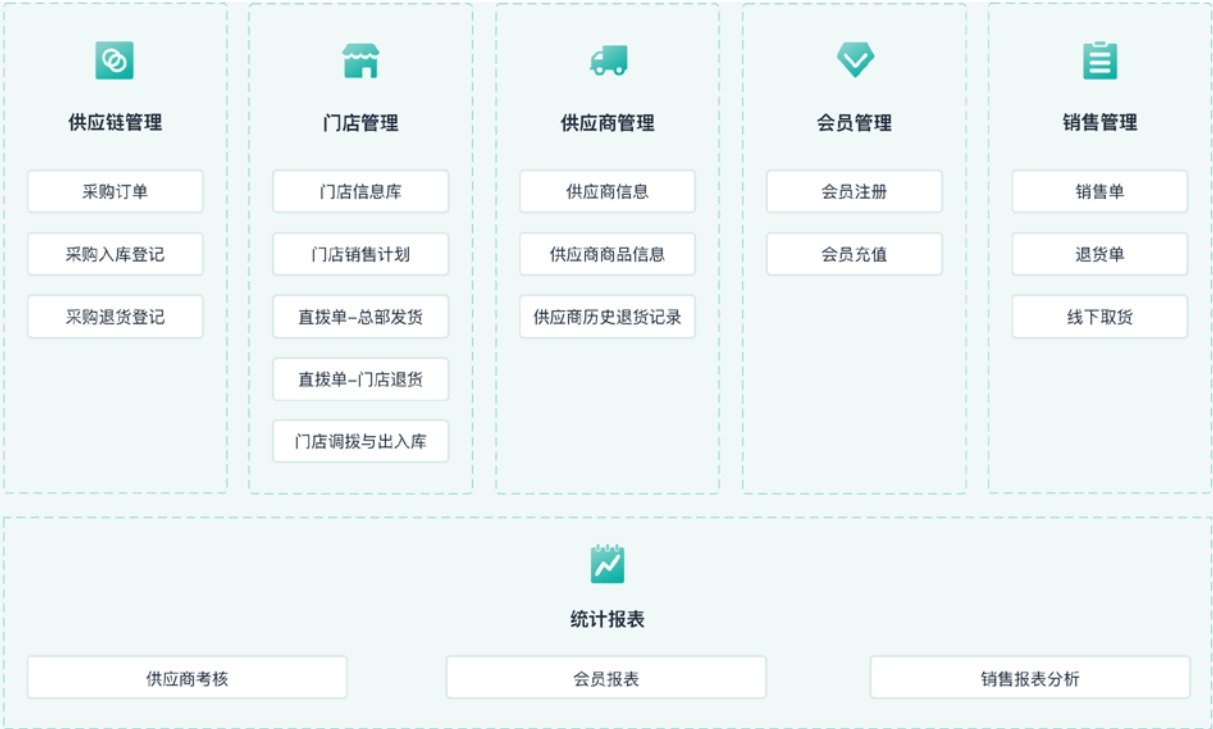 供应链管理
采购订单
采购入库登记
采购退货登记
门店管理
门店信息库
门店销售计划
直拨单–总部发货
直拨单–门店退货
门店调拨与出入库
供应商管理
供应商信息
供应商商品信息
供应商历史退货记录
会员管理
会员注册
会员充值
销售管理
销售单
退货单
线下取货
统计报表
供应商考核
会员报表
销售报表分析